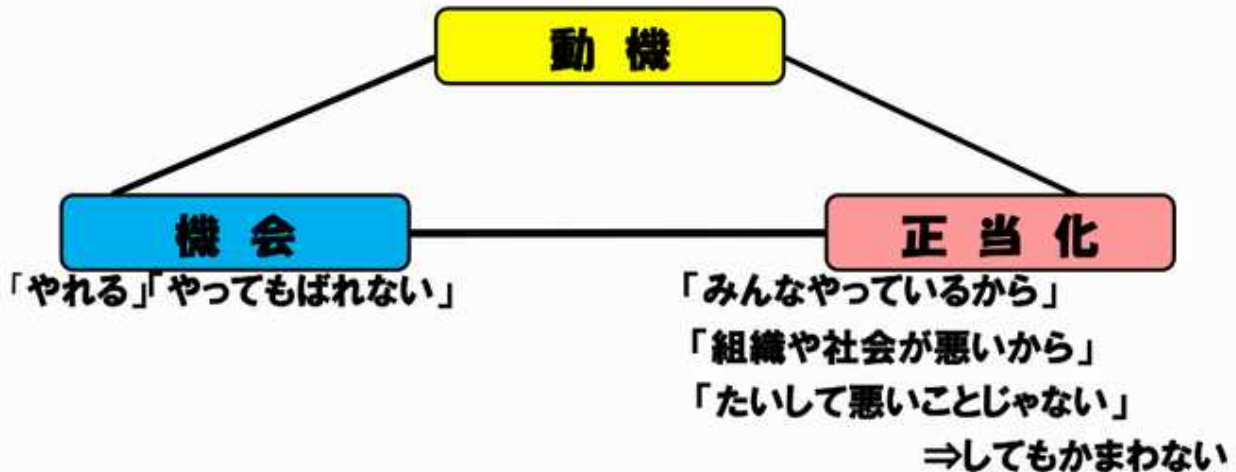 動機
機会
正当化
「やれる」「やってもばれない」
「みんなやっているから」
「組織や社会が悪いから」
「たいして悪いことじゃない」
⇒してもかまわない